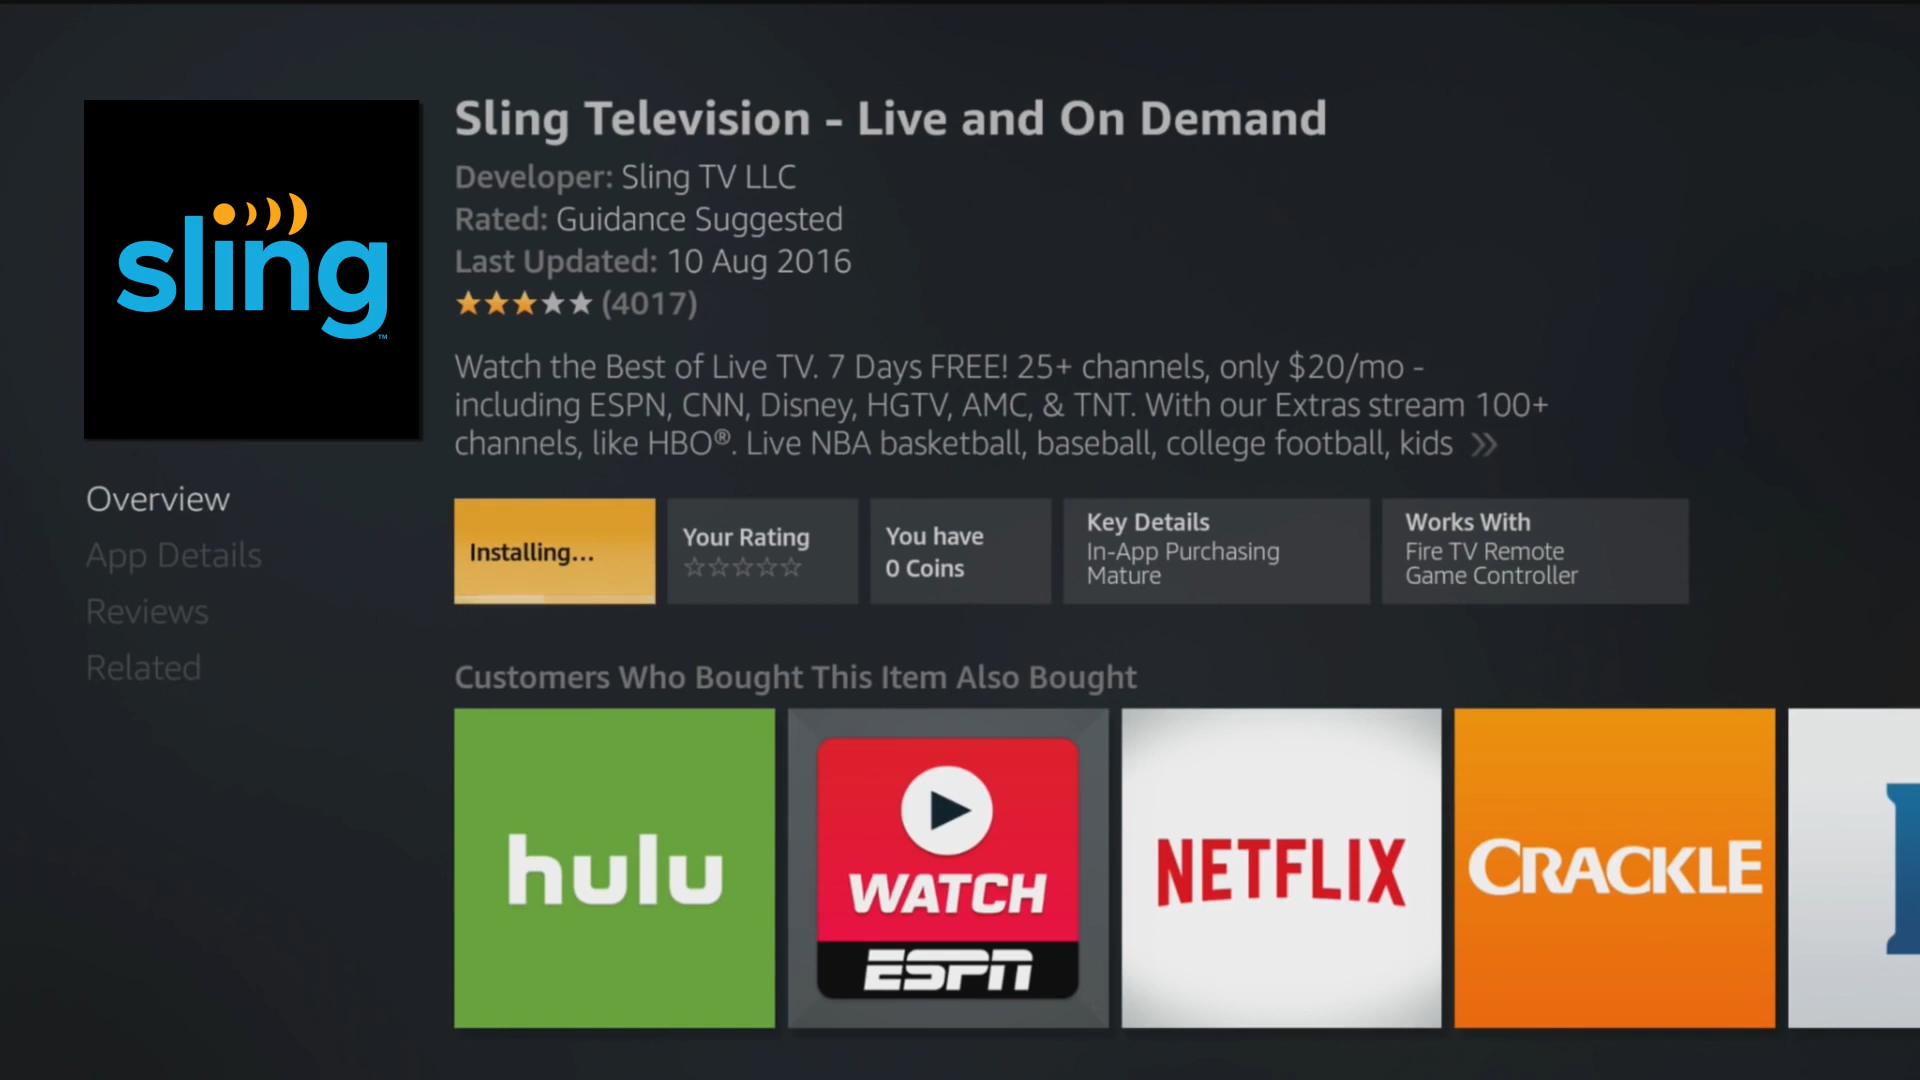 sling
TM
Sling Television - Live and On Demand
Developer: Sling TV LLC
Rated: Guidance Suggested
Last Updated: 10 Aug 2016
(4017)
Watch the Best of Live TV. 7 Days FREE! 25+ channels, only $20/mo -
including ESPN, CNN, Disney, HGTV, AMC, & TNT. With our Extras stream 100+
channels, like HBO®. Live NBA basketball, baseball, college football, kids »
Overview
App Details
Reviews
Related
Installing...
Your Rating
You have
0 Coins
Key Details
In-App Purchasing
Mature
Works With
Fire TV Remote
Game Controller
Customers Who Bought This Item Also Bought
hulu
WATCH
ESPN
NETFLIX
CRACKLE